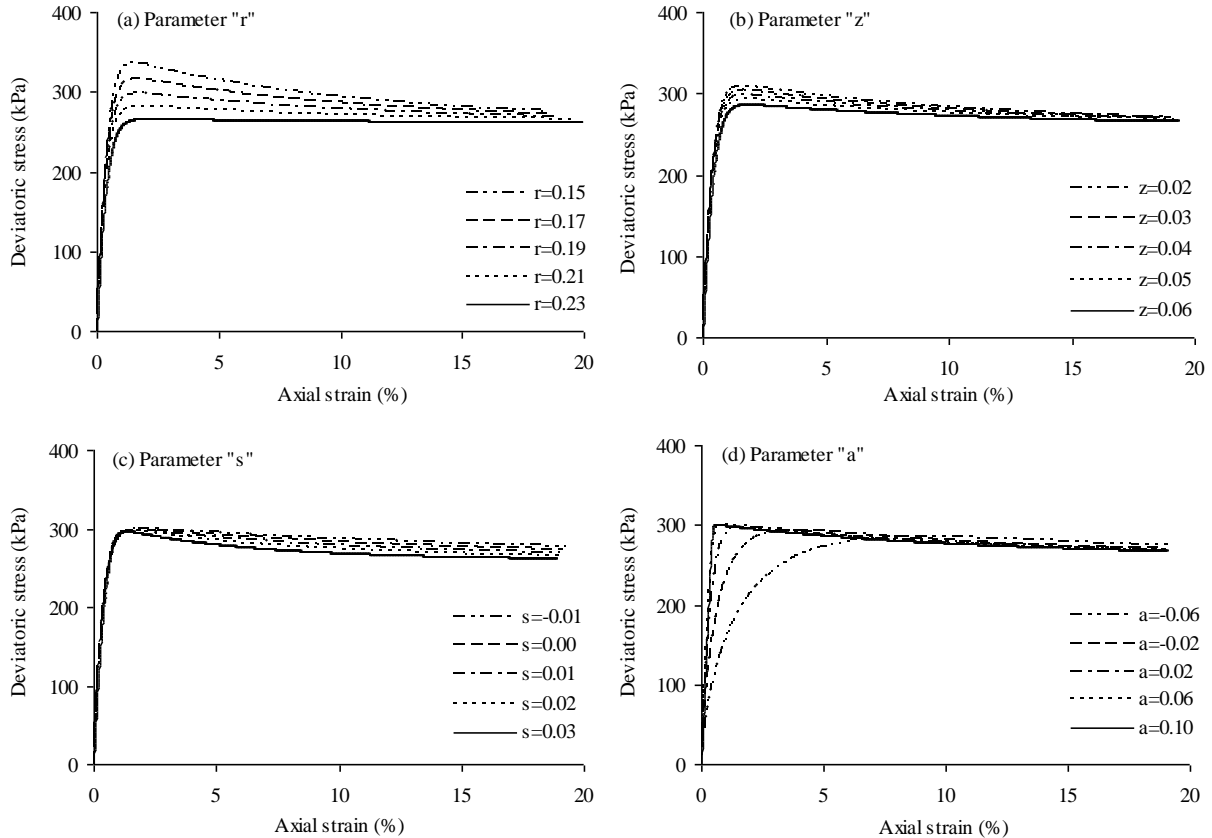 (a) Parameter "r"
400
300
200
100
0
Deviatoric stress (kPa)
r=0.15
r=0.17
r=0.19
r=0.21
r=0.23
0 5 10 15 20
Axial strain (%)
(b) Parameter "z"
400
300
200
100
0
Deviatoric stress (kPa)
z=0.02
z=0.03
z=0.04
z=0.05
z=0.06
0 5 10 15 20
Axial strain (%)
(c) Parameter "s"
400
300
200
100
0
Deviatoric stress (kPa)
s=-0.01
s=0.00
s=0.01
s=0.02
s=0.03
0 5 10 15 20
Axial strain (%)
(d) Parameter "a"
400
300
200
100
0
Deviatoric stress (kPa)
a=-0.06
a=-0.02
a=0.02
a=0.06
a=0.10
0 5 10 15 20
Axial strain (%)